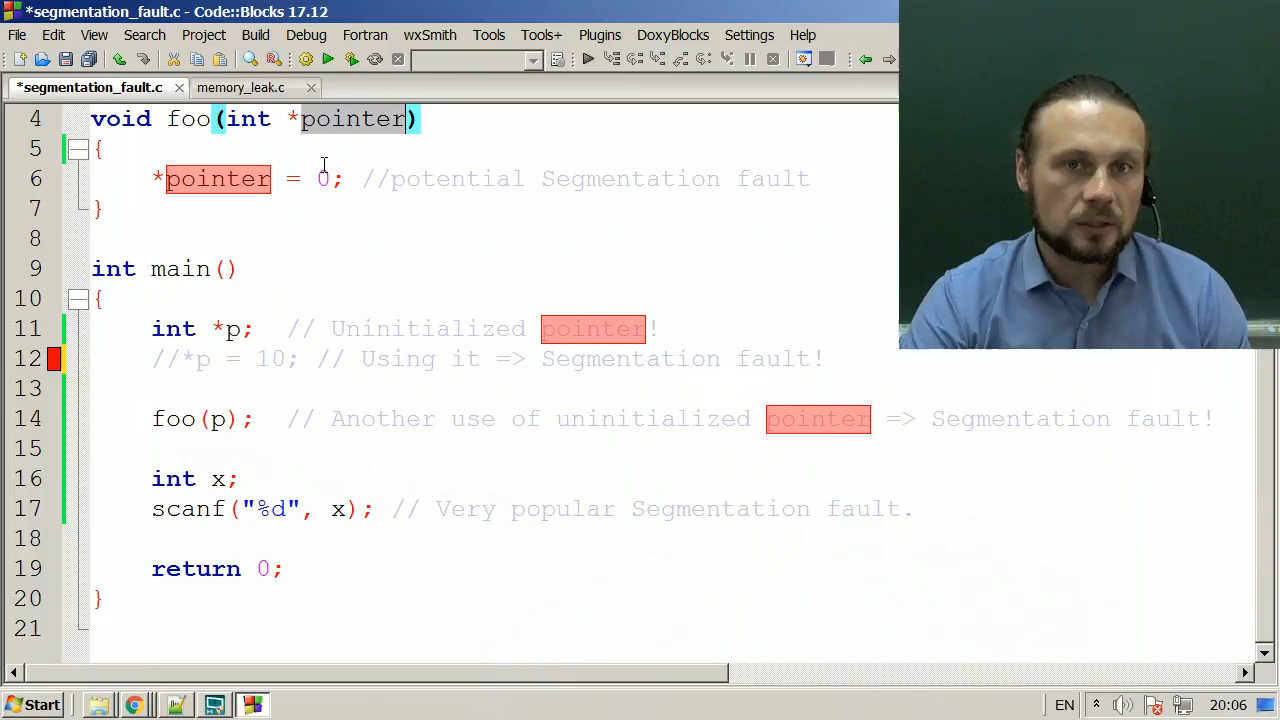 *segmentation_fault.c - Code::Blocks 17.12
File Edit View Search Project Build Debug Fortran wxSmith Tools Tools+ Plugins DoxyBlocks Settings Help
*segmentation_fault.c memory_leak.c
4 void foo(int *pointer)
5 {
6 *pointer = 0; //potential Segmentation fault
7 }
8
9 int main()
10 {
11 int *p; // Uninitialized pointer!
12 //*p = 10; // Using it => Segmentation fault!
13
14 foo(p); // Another use of uninitialized pointer => Segmentation fault!
15
16 int x;
17 scanf("%d", x); // Very popular Segmentation fault.
18
19 return 0;
20 }
21
Start EN 20:06